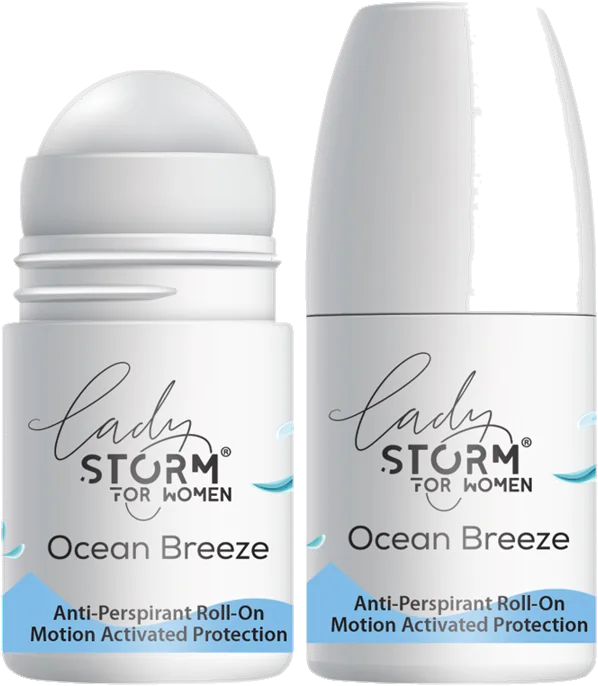 lady
STORM®
FOR WOMEN
Ocean Breeze
Anti-Perspirant Roll-On
Motion Activated Protection
lady
STORM®
FOR WOMEN
Ocean Breeze
Anti-Perspirant Roll-On
Motion Activated Protection